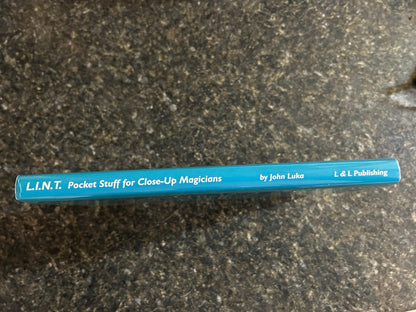 L.I.N.T. Pocket Stuff for Close-Up Magicians by John Luka L & L Publishing